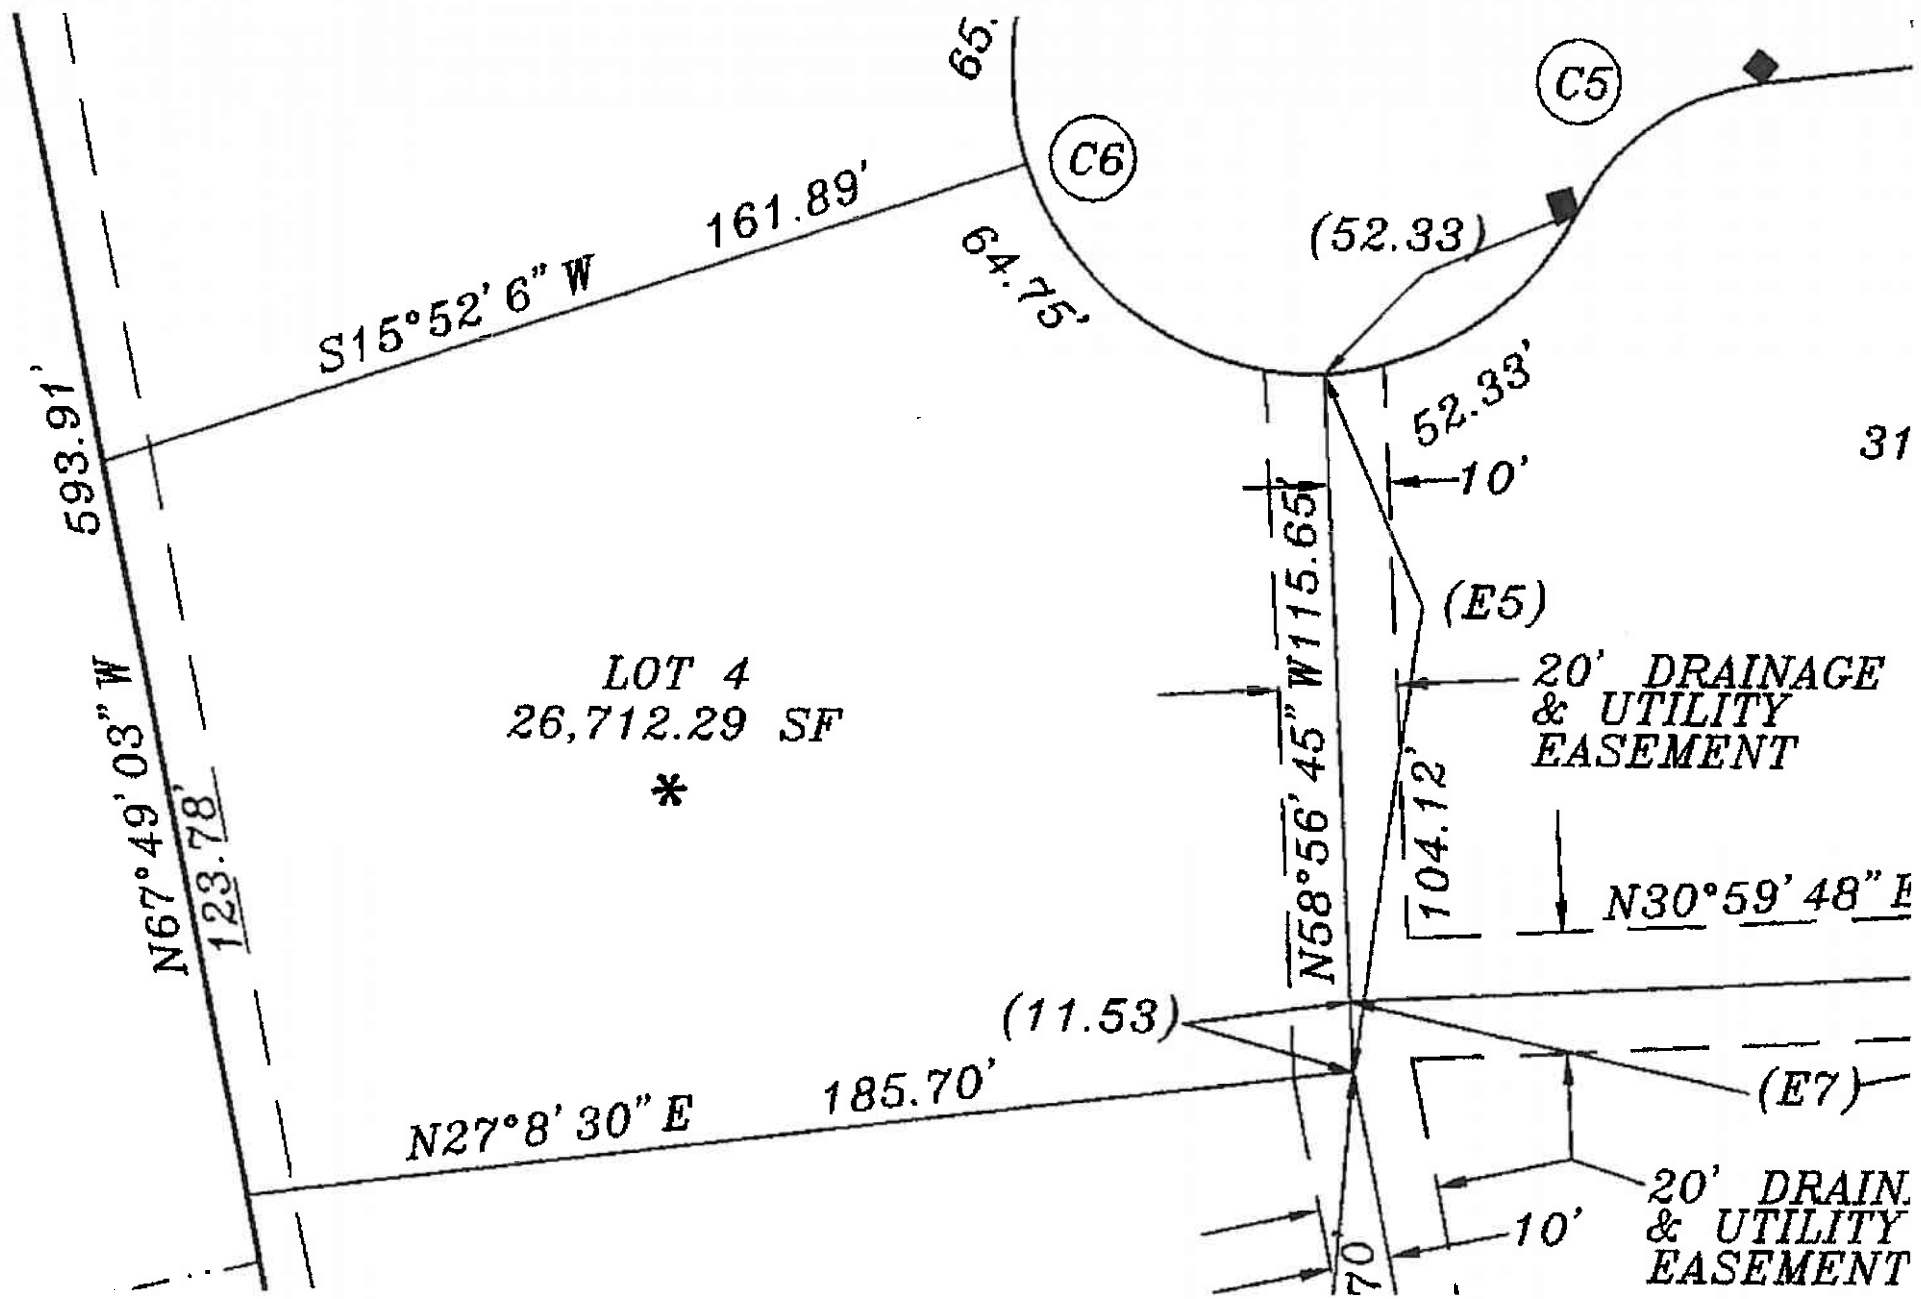 65.
C5
C6
161.89'
(52.33)
S15°52'6" W
64.75'
52.33'
593.91'
31
10'
N58°56'45" W115.65'
(E5)
LOT 4
26,712.29 SF
*
20' DRAINAGE
& UTILITY
EASEMENT
N67°49'03" W
123.78'
104.12'
N30°59'48" E
(11.53)
(E7)
185.70'
N27°8'30" E
20' DRAIN
& UTILITY
EASEMENT
10'
70'